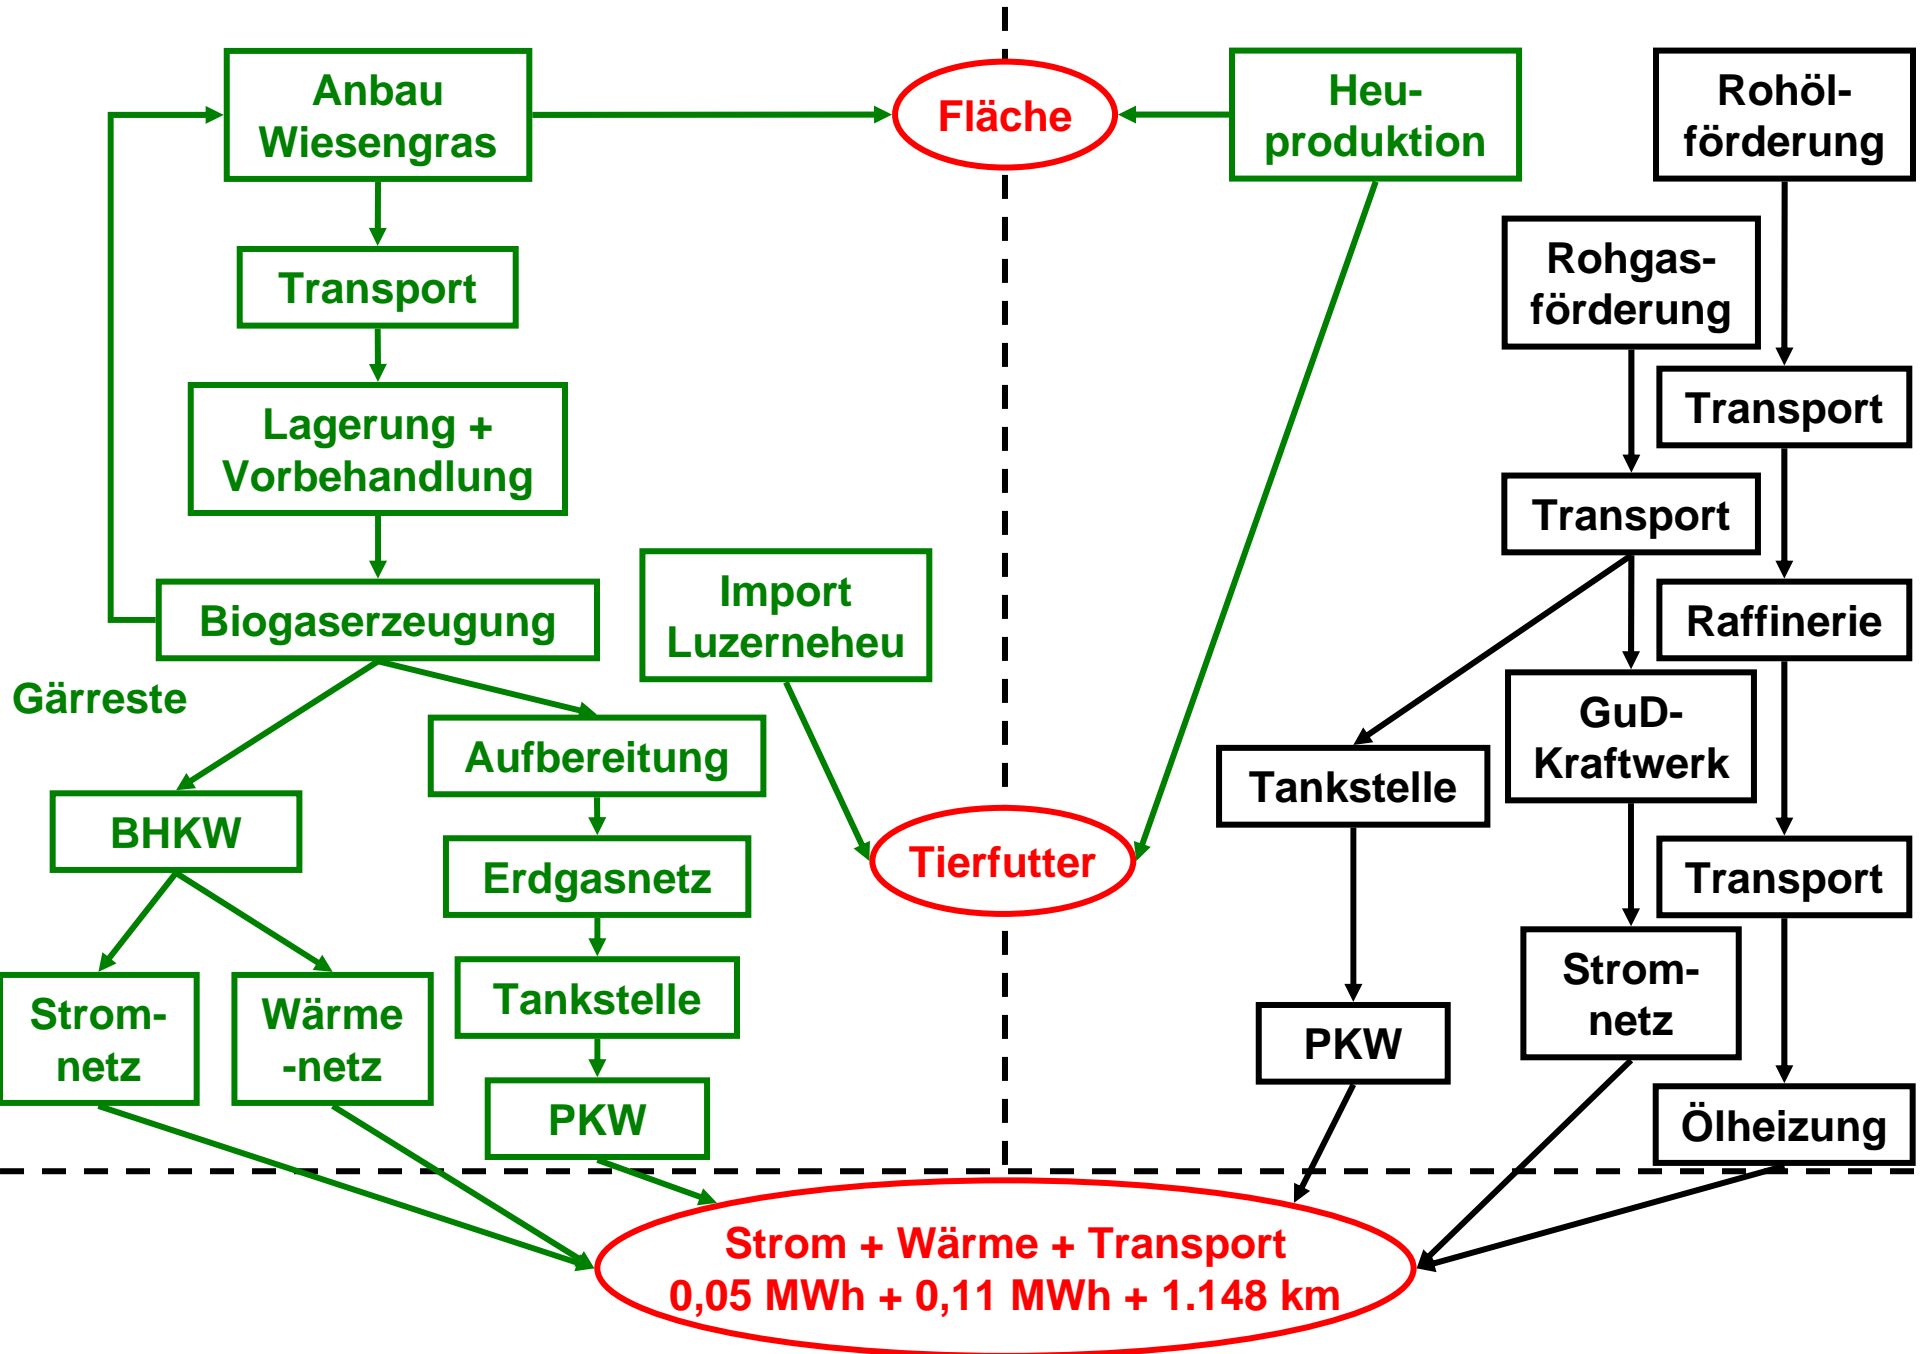 Anbau
Wiesengras
Fläche
Heu-
produktion
Rohöl-
förderung
Transport
Rohgas-
förderung
Lagerung +
Vorbehandlung
Transport
Transport
Biogaserzeugung
Import
Luzerneheu
Raffinerie
Gärreste
Aufbereitung
GuD-
Kraftwerk
Tankstelle
BHKW
Erdgasnetz
Tierfutter
Transport
Strom-
netz
Wärme
-netz
Tankstelle
Strom-
netz
PKW
PKW
Ölheizung
Strom + Wärme + Transport
0,05 MWh + 0,11 MWh + 1.148 km